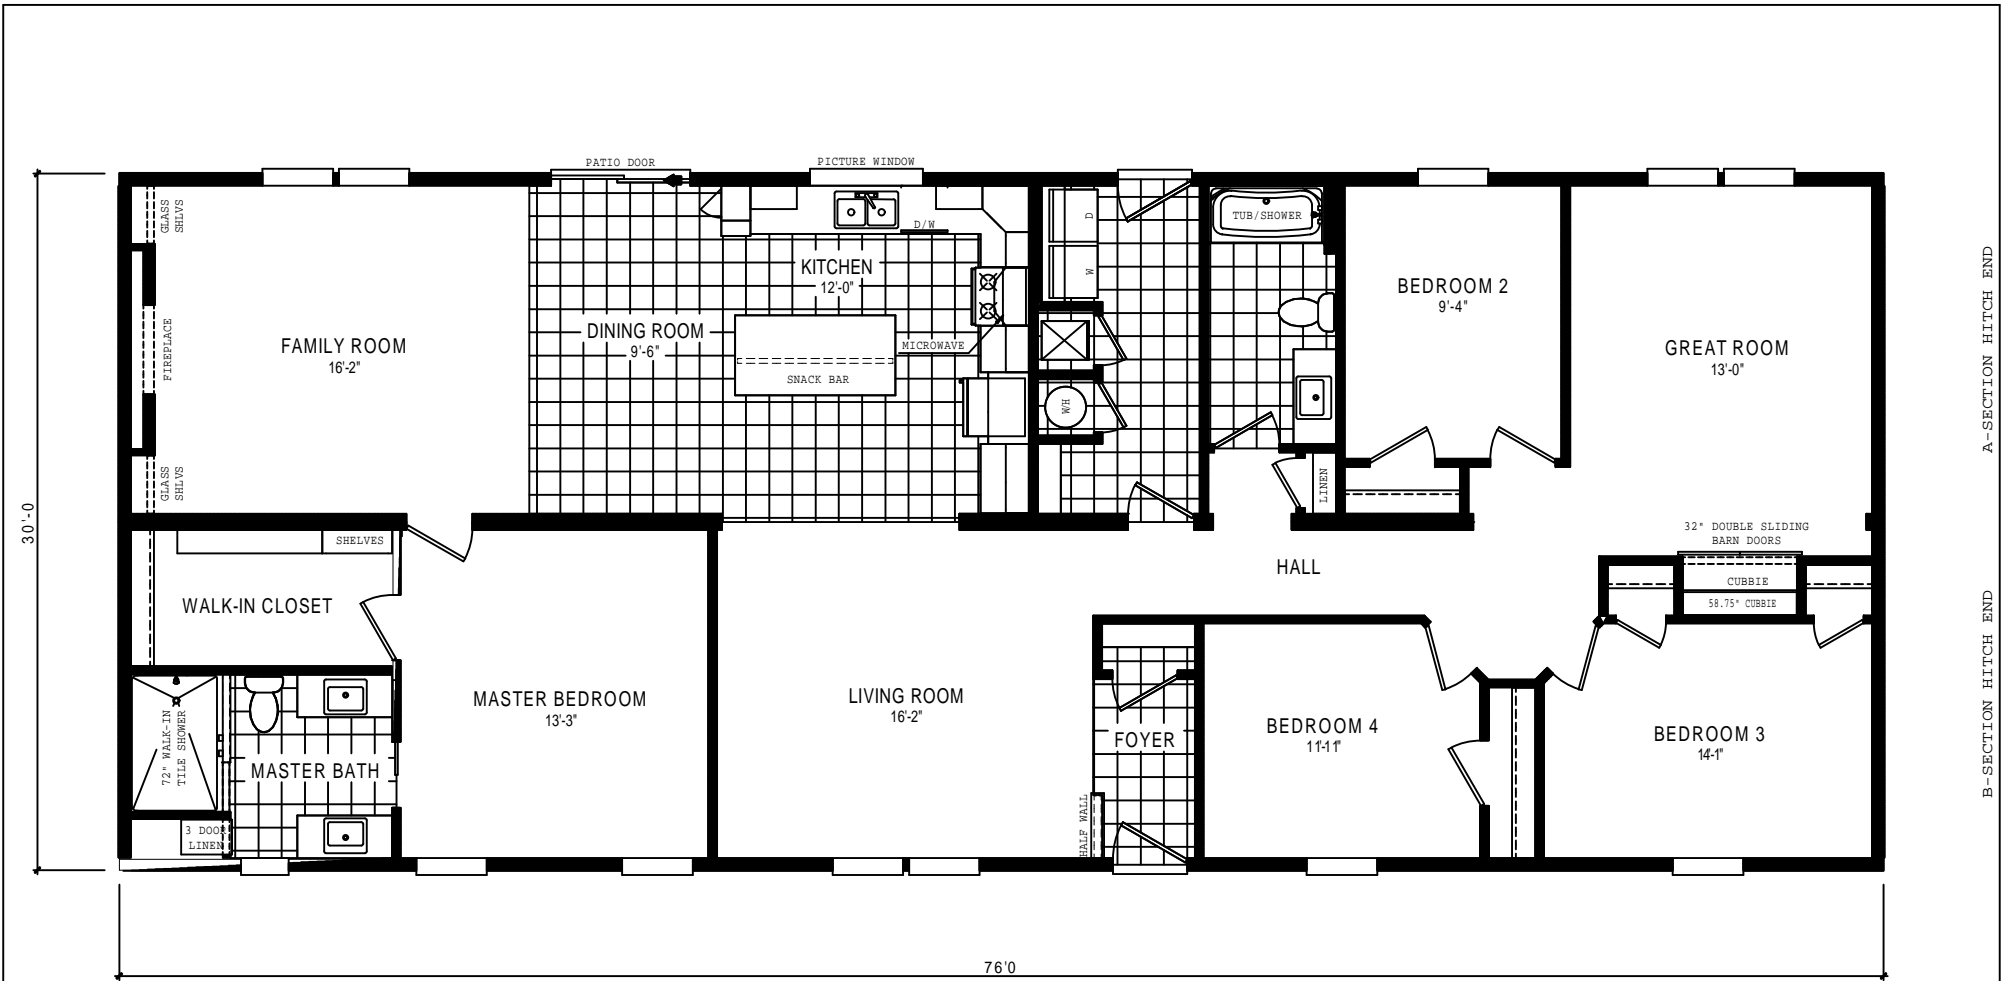 PATIO DOOR
PICTURE WINDOW
GLASS
SHLVS
D/W
D
W
TUB/SHOWER
KITCHEN
12'-0"
BEDROOM 2
9'-4"
A-SECTION HITCH END
FIREPLACE
FAMILY ROOM
16'-2"
DINING ROOM
9'-6"
MICROWAVE
SNACK BAR
GREAT ROOM
13'-0"
W/H
GLASS
SHLVS
LINEN
30'-0
SHELVES
32" DOUBLE SLIDING
BARN DOORS
HALL
CUBBIE
58.75" CUBBIE
WALK-IN CLOSET
B-SECTION HITCH END
MASTER BEDROOM
13'-3"
LIVING ROOM
16'-2"
FOYER
BEDROOM 4
11'-11"
BEDROOM 3
14'-1"
72" WALK-IN
TILE SHOWER
MASTER BATH
HALF WALL
3 DOOR
LINEN
76'0